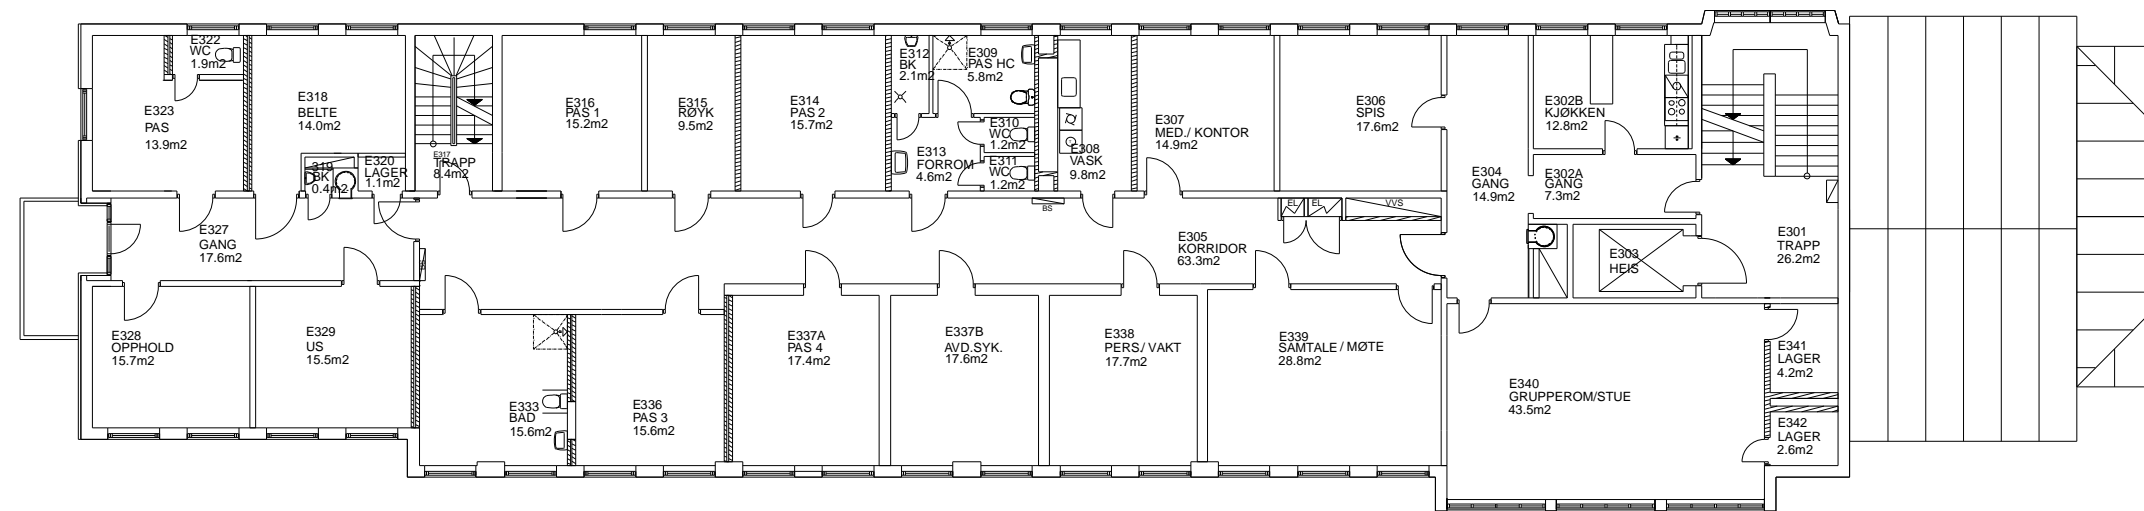 E322
WC
1.9m2
E323
PAS
13.9m2
E318
BELTE
14.0m2
319
BK
0.4m2
E320
LAGER
1.1m2
E317
TRAPP
8.4m2
E316
PAS 1
15.2m2
E315
RØYK
9.5m2
E314
PAS 2
15.7m2
E312
BK
2.1m2
E309
PAS HC
5.8m2
E310
WC
1.2m2
E311
WC
1.2m2
E313
FORROM
4.6m2
E308
VASK
9.8m2
E307
MED./ KONTOR
14.9m2
E306
SPIS
17.6m2
E304
GANG
14.9m2
E302B
KJØKKEN
12.8m2
E302A
GANG
7.3m2
E301
TRAPP
26.2m2
E303
HEIS
BS
EL
EL
VVS
E327
GANG
17.6m2
E305
KORRIDOR
63.3m2
E328
OPPHOLD
15.7m2
E329
US
15.5m2
E333
BAD
15.6m2
E336
PAS 3
15.6m2
E337A
PAS 4
17.4m2
E337B
AVD.SYK.
17.6m2
E338
PERS./ VAKT
17.7m2
E339
SAMTALE / MØTE
28.8m2
E340
GRUPPEROM/STUE
43.5m2
E341
LAGER
4.2m2
E342
LAGER
2.6m2